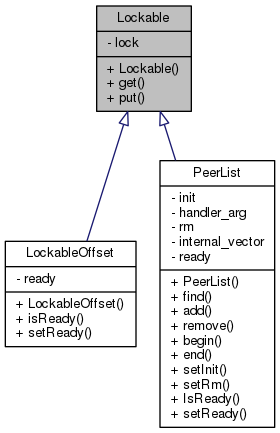 Lockable
- lock
+ Lockable()
+ get()
+ put()
LockableOffset
- ready
+ LockableOffset()
+ isReady()
+ setReady()
PeerList
- init
- handler_arg
- rm
- internal_vector
- ready
+ PeerList()
+ find()
+ add()
+ remove()
+ begin()
+ end()
+ setInit()
+ setRm()
+ IsReady()
+ setReady()